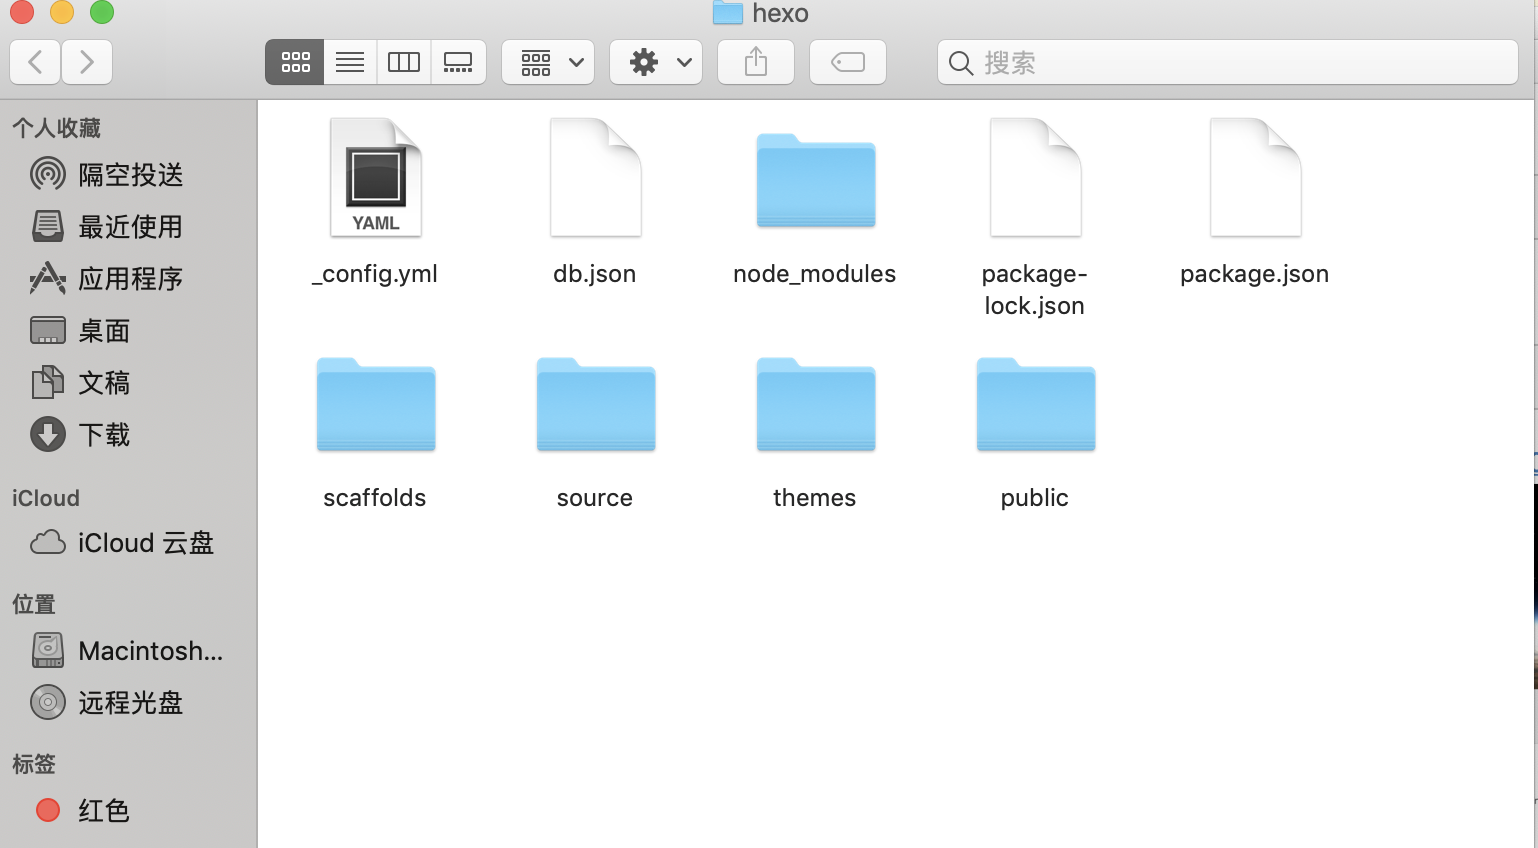 hexo
搜索
个人收藏
隔空投送
最近使用
应用程序
桌面
文稿
下载
iCloud
iCloud 云盘
位置
Macintosh...
远程光盘
标签
红色
YAML
_config.yml
db.json
node_modules
package-
lock.json
package.json
scaffolds
source
themes
public